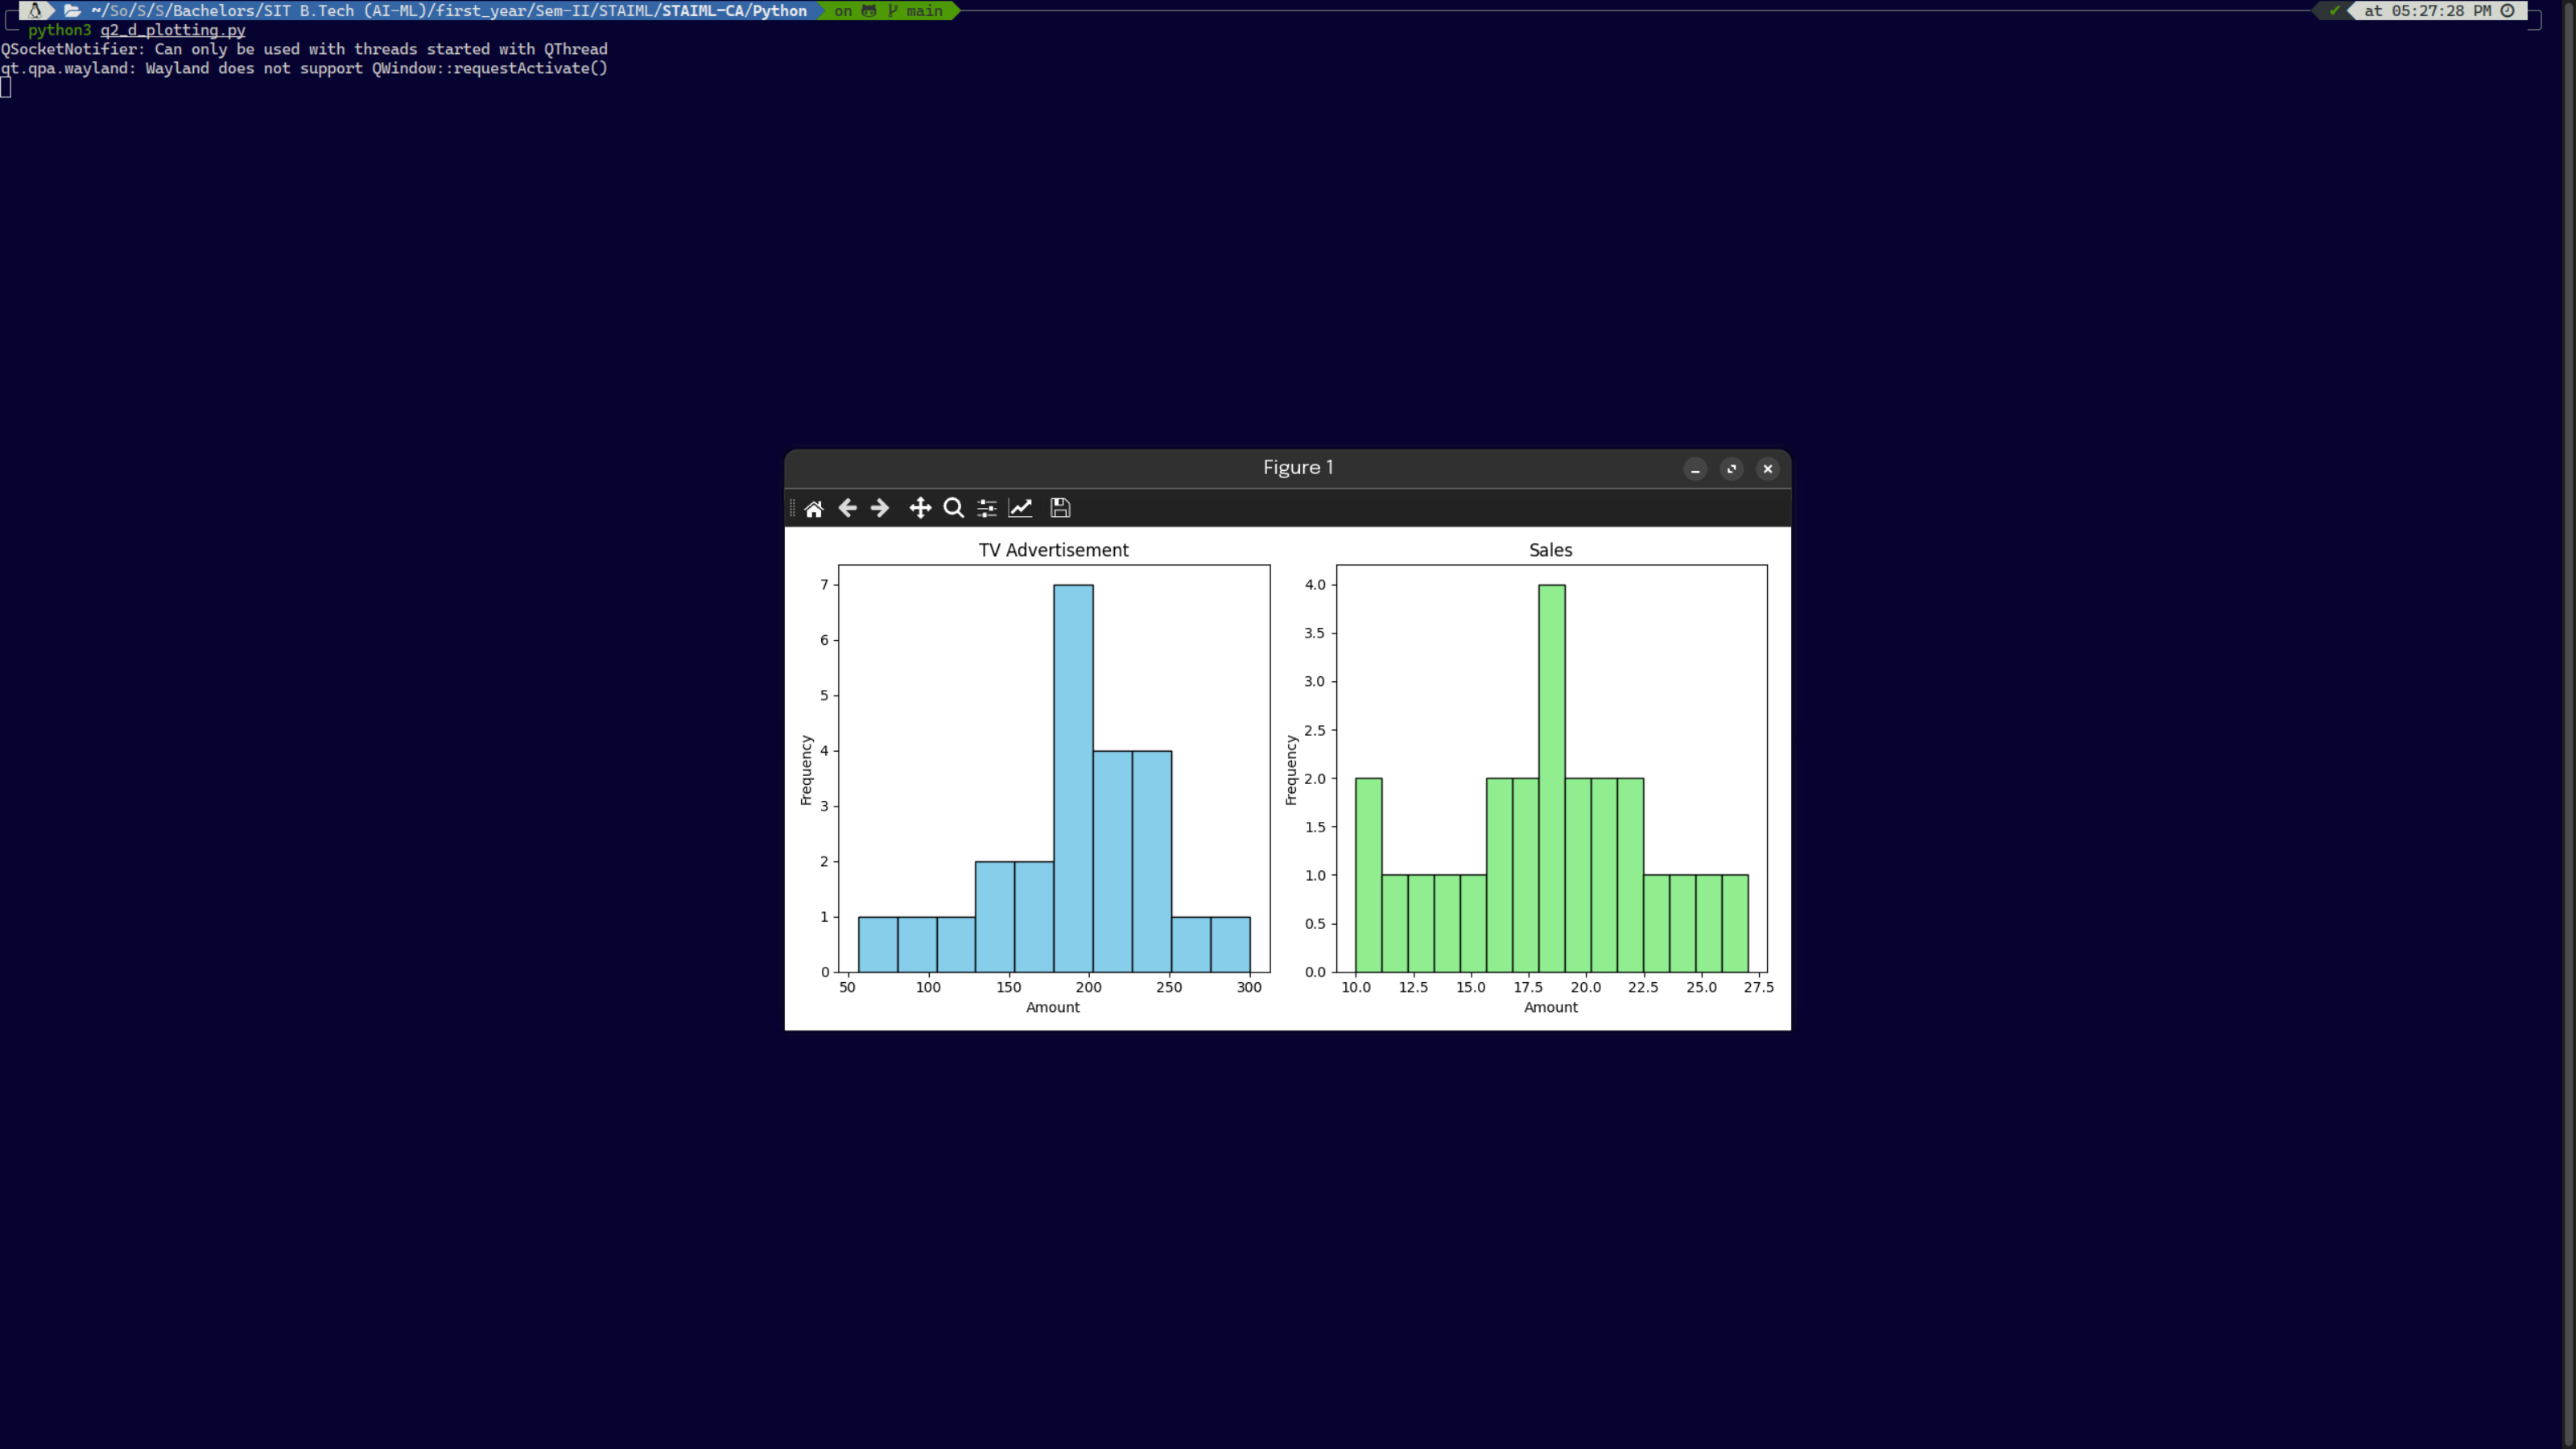 ~/So/S/S/Bachelors/SIT B.Tech (AI-ML)/first_year/Sem-II/STAIML/STAIML-CA/Python on main ✔ at 05:27:28 PM
python3 q2_d_plotting.py
QSocketNotifier: Can only be used with threads started with QThread
qt.qpa.wayland: Wayland does not support QWindow::requestActivate()
Figure 1
TV Advertisement
7
6
5
4
3
2
1
0
Frequency
50 100 150 200 250 300
Amount
Sales
4.0
3.5
3.0
2.5
2.0
1.5
1.0
0.5
0.0
Frequency
10.0 12.5 15.0 17.5 20.0 22.5 25.0 27.5
Amount